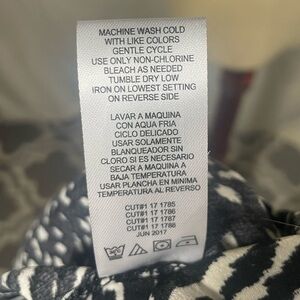 MACHINE WASH COLD
WITH LIKE COLORS
GENTLE CYCLE
USE ONLY NON-CHLORINE
BLEACH AS NEEDED
TUMBLE DRY LOW
IRON ON LOWEST SETTING
ON REVERSE SIDE
LAVAR A MAQUINA
CON AQUA FRIA
CICLO DELICADO
USAR SOLAMENTE
BLANQUEADOR SIN
CLORO SI ES NECESARIO
SECAR A MAQUINA A
BAJA TEMPERATURA
USAR PLANCHA EN MINIMA
TEMPERATURA AL REVERSO
CUT#1 17 1785
CUT#1 17 1786
CUT#1 17 1787
CUT#1 17 1788
JUN 2017